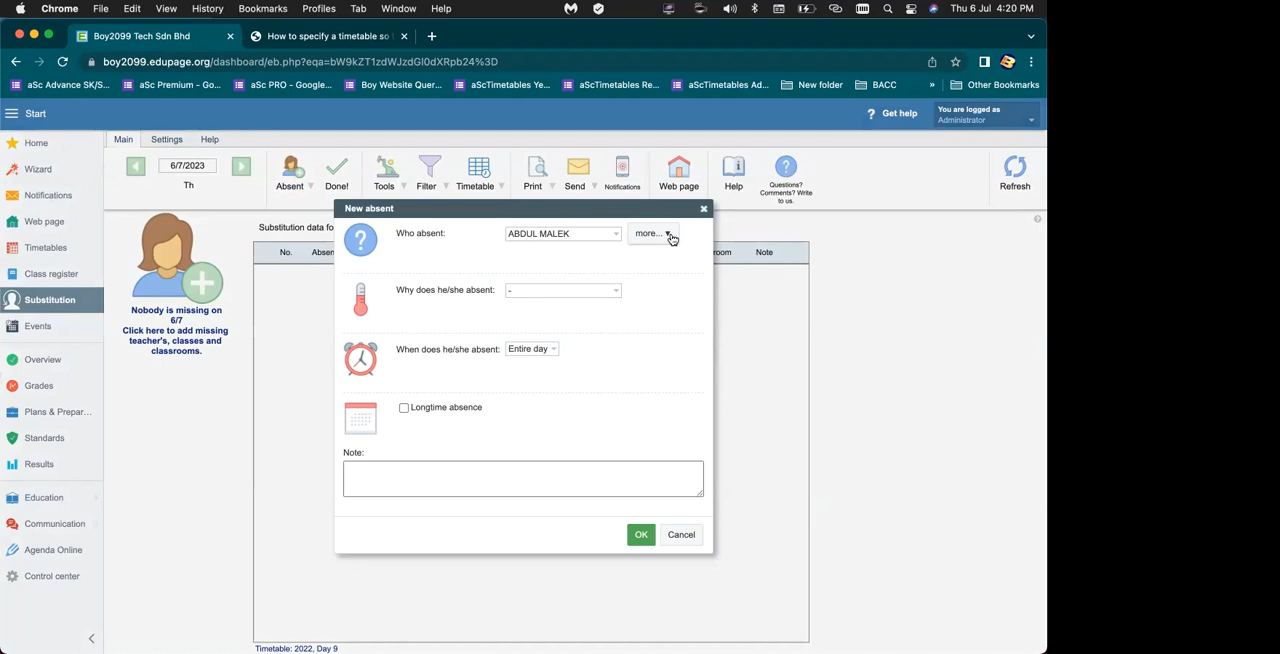 Chrome File Edit View History Bookmarks Profiles Tab Window Help Thu 6 Jul 4:20 PM
Boy2099 Tech Sdn Bhd
How to specify a timetable so t
boy2099.edupage.org/dashboard/eb.php?eqa=bW9kZT1zdWJzdGl0dXRpb24%3D
aSc Advance SK/S... aSc Premium - Go... aSc PRO - Google... Boy Website Quer... aScTimetables Ye... aScTimetables Re... aScTimetables Ad... New folder BACC » Other Bookmarks
Start
? Get help
You are logged as
Administrator
Home
Wizard
Notifications
Web page
Timetables
Class register
Substitution
Events
Overview
Grades
Plans & Prepar...
Standards
Results
Education
Communication
Agenda Online
Control center
Main Settings Help
6/7/2023
Th
Absent Done! Tools Filter Timetable Print Send Notifications Web page Help
Questions?
Comments? Write
to us.
Refresh
Nobody is missing on
6/7
Click here to add missing
teacher's, classes and
classrooms.
Substitution data fo
No. Absen room Note
New absent
Who absent: ABDUL MALEK more...
Why does he/she absent: -
When does he/she absent: Entire day
Longtime absence
Note:
OK Cancel
Timetable: 2022, Day 9